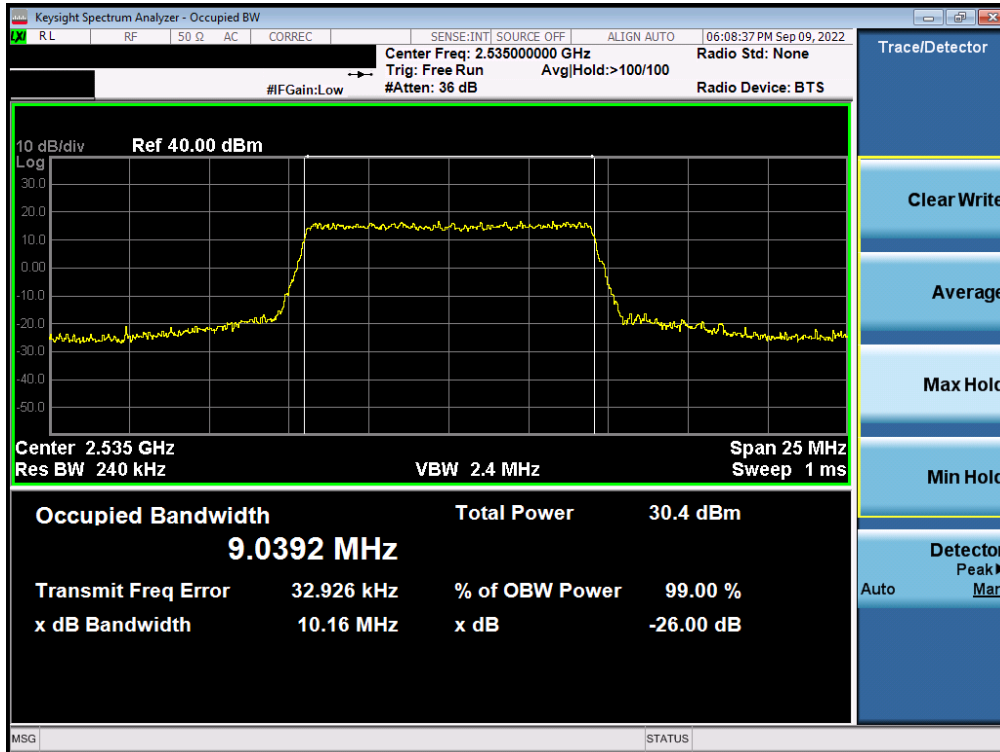 Keysight Spectrum Analyzer - Occupied BW
LXI RL RF 50 Ω AC CORREC SENSE:INT SOURCE OFF ALIGN AUTO 06:08:37 PM Sep 09, 2022
Center Freq: 2.535000000 GHz Radio Std: None
Trig: Free Run Avg|Hold:>100/100
#IFGain:Low #Atten: 36 dB Radio Device: BTS
Trace/Detector
10 dB/div Ref 40.00 dBm
Log
30.0
20.0
10.0
0.00
-10.0
-20.0
-30.0
-40.0
-50.0
Center 2.535 GHz Span 25 MHz
Res BW 240 kHz VBW 2.4 MHz Sweep 1 ms
Occupied Bandwidth Total Power 30.4 dBm
9.0392 MHz
Transmit Freq Error 32.926 kHz % of OBW Power 99.00 %
x dB Bandwidth 10.16 MHz x dB -26.00 dB
Clear Write
Average
Max Hold
Min Hold
Detector
Peak
Auto Man
MSG STATUS